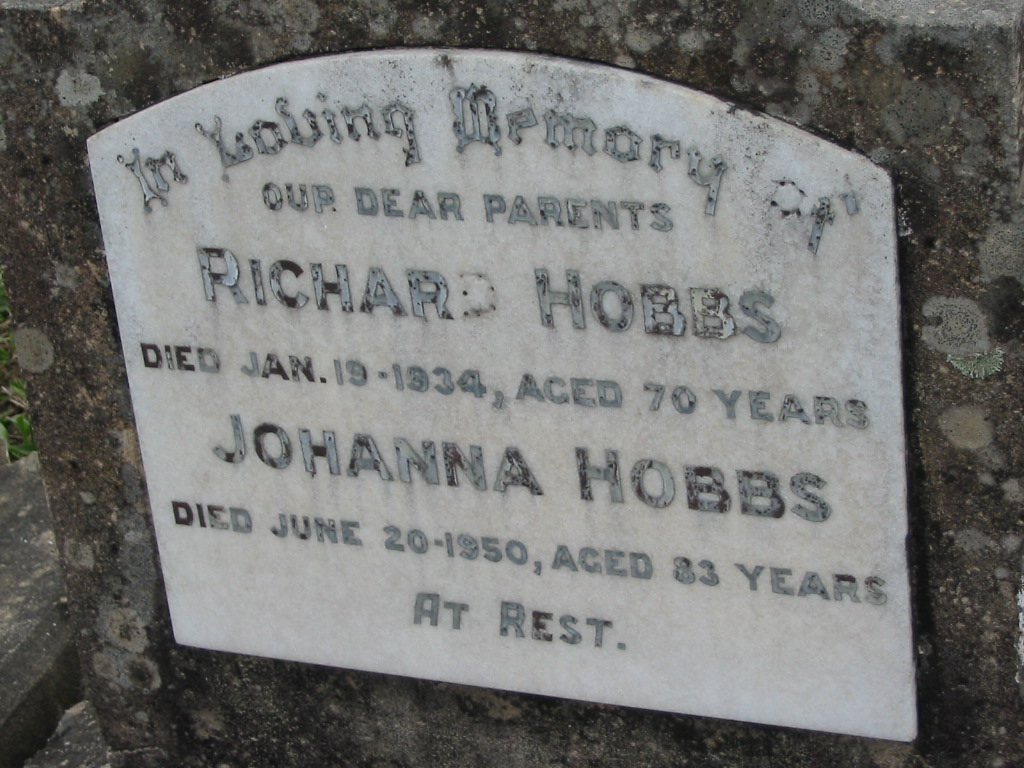 In Loving Memory of
OUR DEAR PARENTS
RICHARD HOBBS
DIED JAN. 19-1934, AGED 70 YEARS
JOHANNA HOBBS
DIED JUNE 20-1950, AGED 83 YEARS
AT REST.